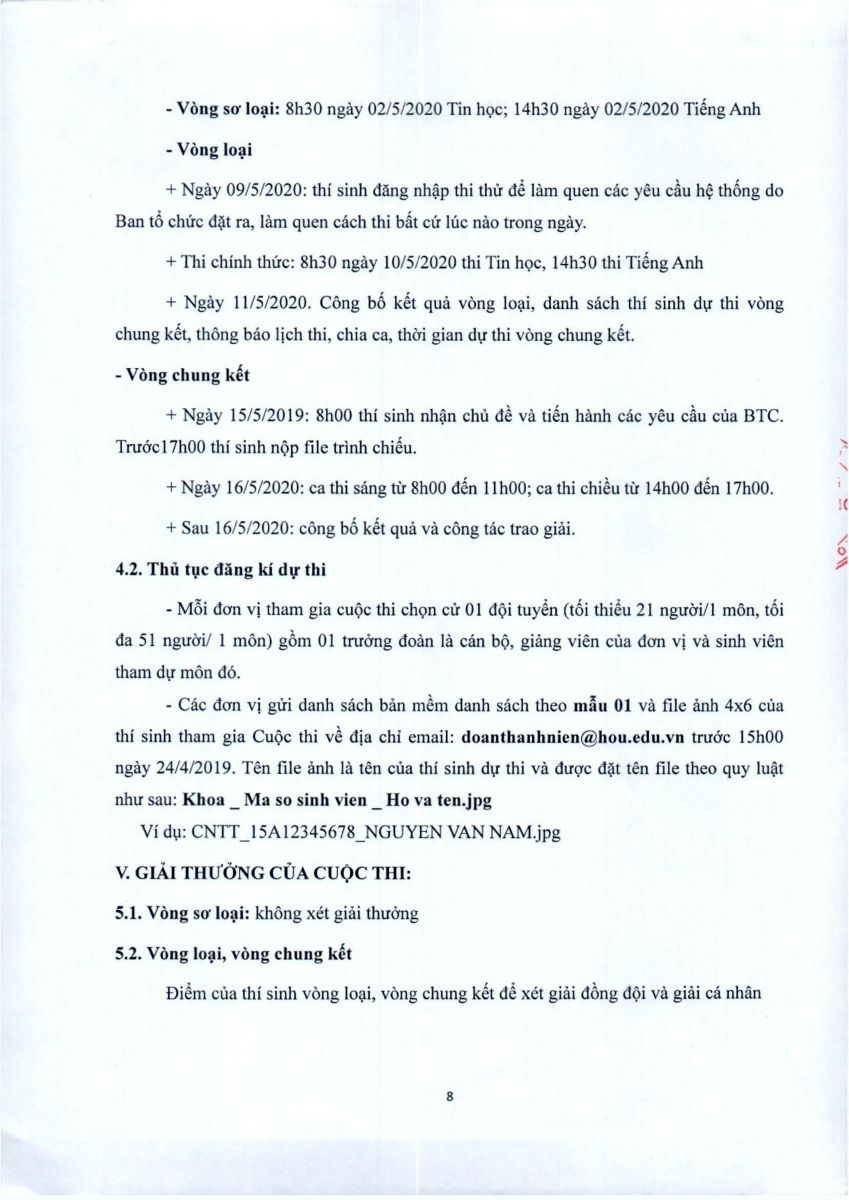 - Vòng sơ loại: 8h30 ngày 02/5/2020 Tin học; 14h30 ngày 02/5/2020 Tiếng Anh
- Vòng loại
+ Ngày 09/5/2020: thí sinh đăng nhập thi thử để làm quen các yêu cầu hệ thống do
Ban tổ chức đặt ra, làm quen cách thi bất cứ lúc nào trong ngày.
+ Thi chính thức: 8h30 ngày 10/5/2020 thi Tin học, 14h30 thi Tiếng Anh
+ Ngày 11/5/2020. Công bố kết quả vòng loại, danh sách thí sinh dự thi vòng
chung kết, thông báo lịch thi, chia ca, thời gian dự thi vòng chung kết.
- Vòng chung kết
+ Ngày 15/5/2019: 8h00 thí sinh nhận chủ đề và tiến hành các yêu cầu của BTC.
Trước17h00 thí sinh nộp file trình chiếu.
+ Ngày 16/5/2020: ca thi sáng từ 8h00 đến 11h00; ca thi chiều từ 14h00 đến 17h00.
+ Sau 16/5/2020: công bố kết quả và công tác trao giải.
4.2. Thủ tục đăng kí dự thi
- Mỗi đơn vị tham gia cuộc thi chọn cử 01 đội tuyển (tối thiểu 21 người/1 môn, tối
đa 51 người/ 1 môn) gồm 01 trưởng đoàn là cán bộ, giảng viên của đơn vị và sinh viên
tham dự môn đó.
- Các đơn vị gửi danh sách bản mềm danh sách theo mẫu 01 và file ảnh 4x6 của
thí sinh tham gia Cuộc thi về địa chỉ email: doanthanhnien@hou.edu.vn trước 15h00
ngày 24/4/2019. Tên file ảnh là tên của thí sinh dự thi và được đặt tên file theo quy luật
như sau: Khoa _ Ma so sinh vien _ Ho va ten.jpg
Ví dụ: CNTT_15A12345678_NGUYEN VAN NAM.jpg
V. GIẢI THƯỞNG CỦA CUỘC THI:
5.1. Vòng sơ loại: không xét giải thưởng
5.2. Vòng loại, vòng chung kết
Điểm của thí sinh vòng loại, vòng chung kết để xét giải đồng đội và giải cá nhân
8